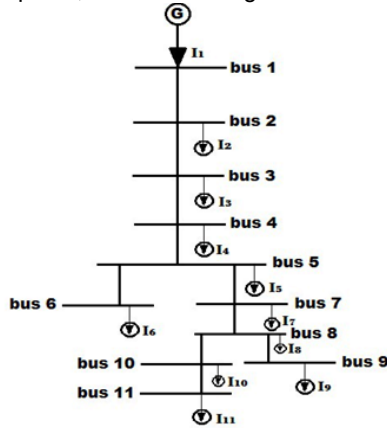 G
I₁
bus 1
bus 2
I₂
bus 3
I₃
bus 4
I₄
bus 5
I₅
bus 6
I₆
bus 7
I₇
bus 8
I₈
bus 9
I₉
bus 10
I₁₀
bus 11
I₁₁